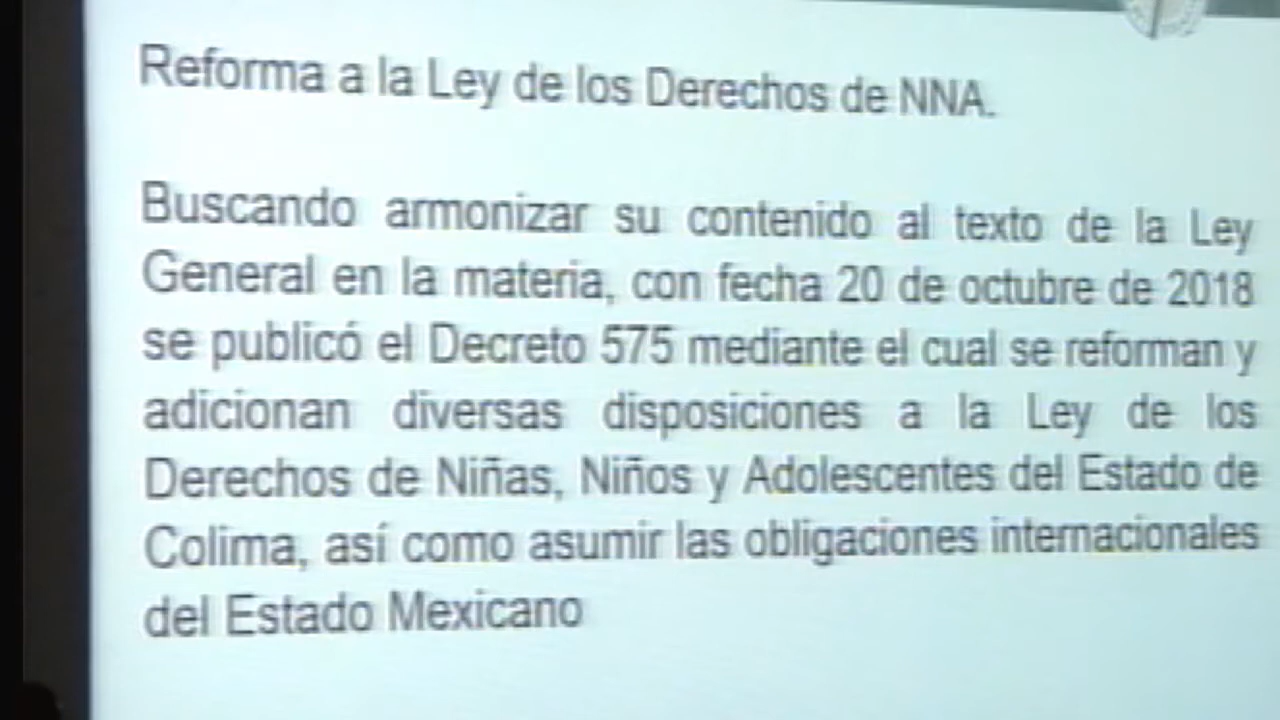 Reforma a la Ley de los Derechos de NNA.
Buscando armonizar su contenido al texto de la Ley
General en la materia, con fecha 20 de octubre de 2018
se publicó el Decreto 575 mediante el cual se reforman y
adicionan diversas disposiciones a la Ley de los
Derechos de Niñas, Niños y Adolescentes del Estado de
Colima, así como asumir las obligaciones internacionales
del Estado Mexicano